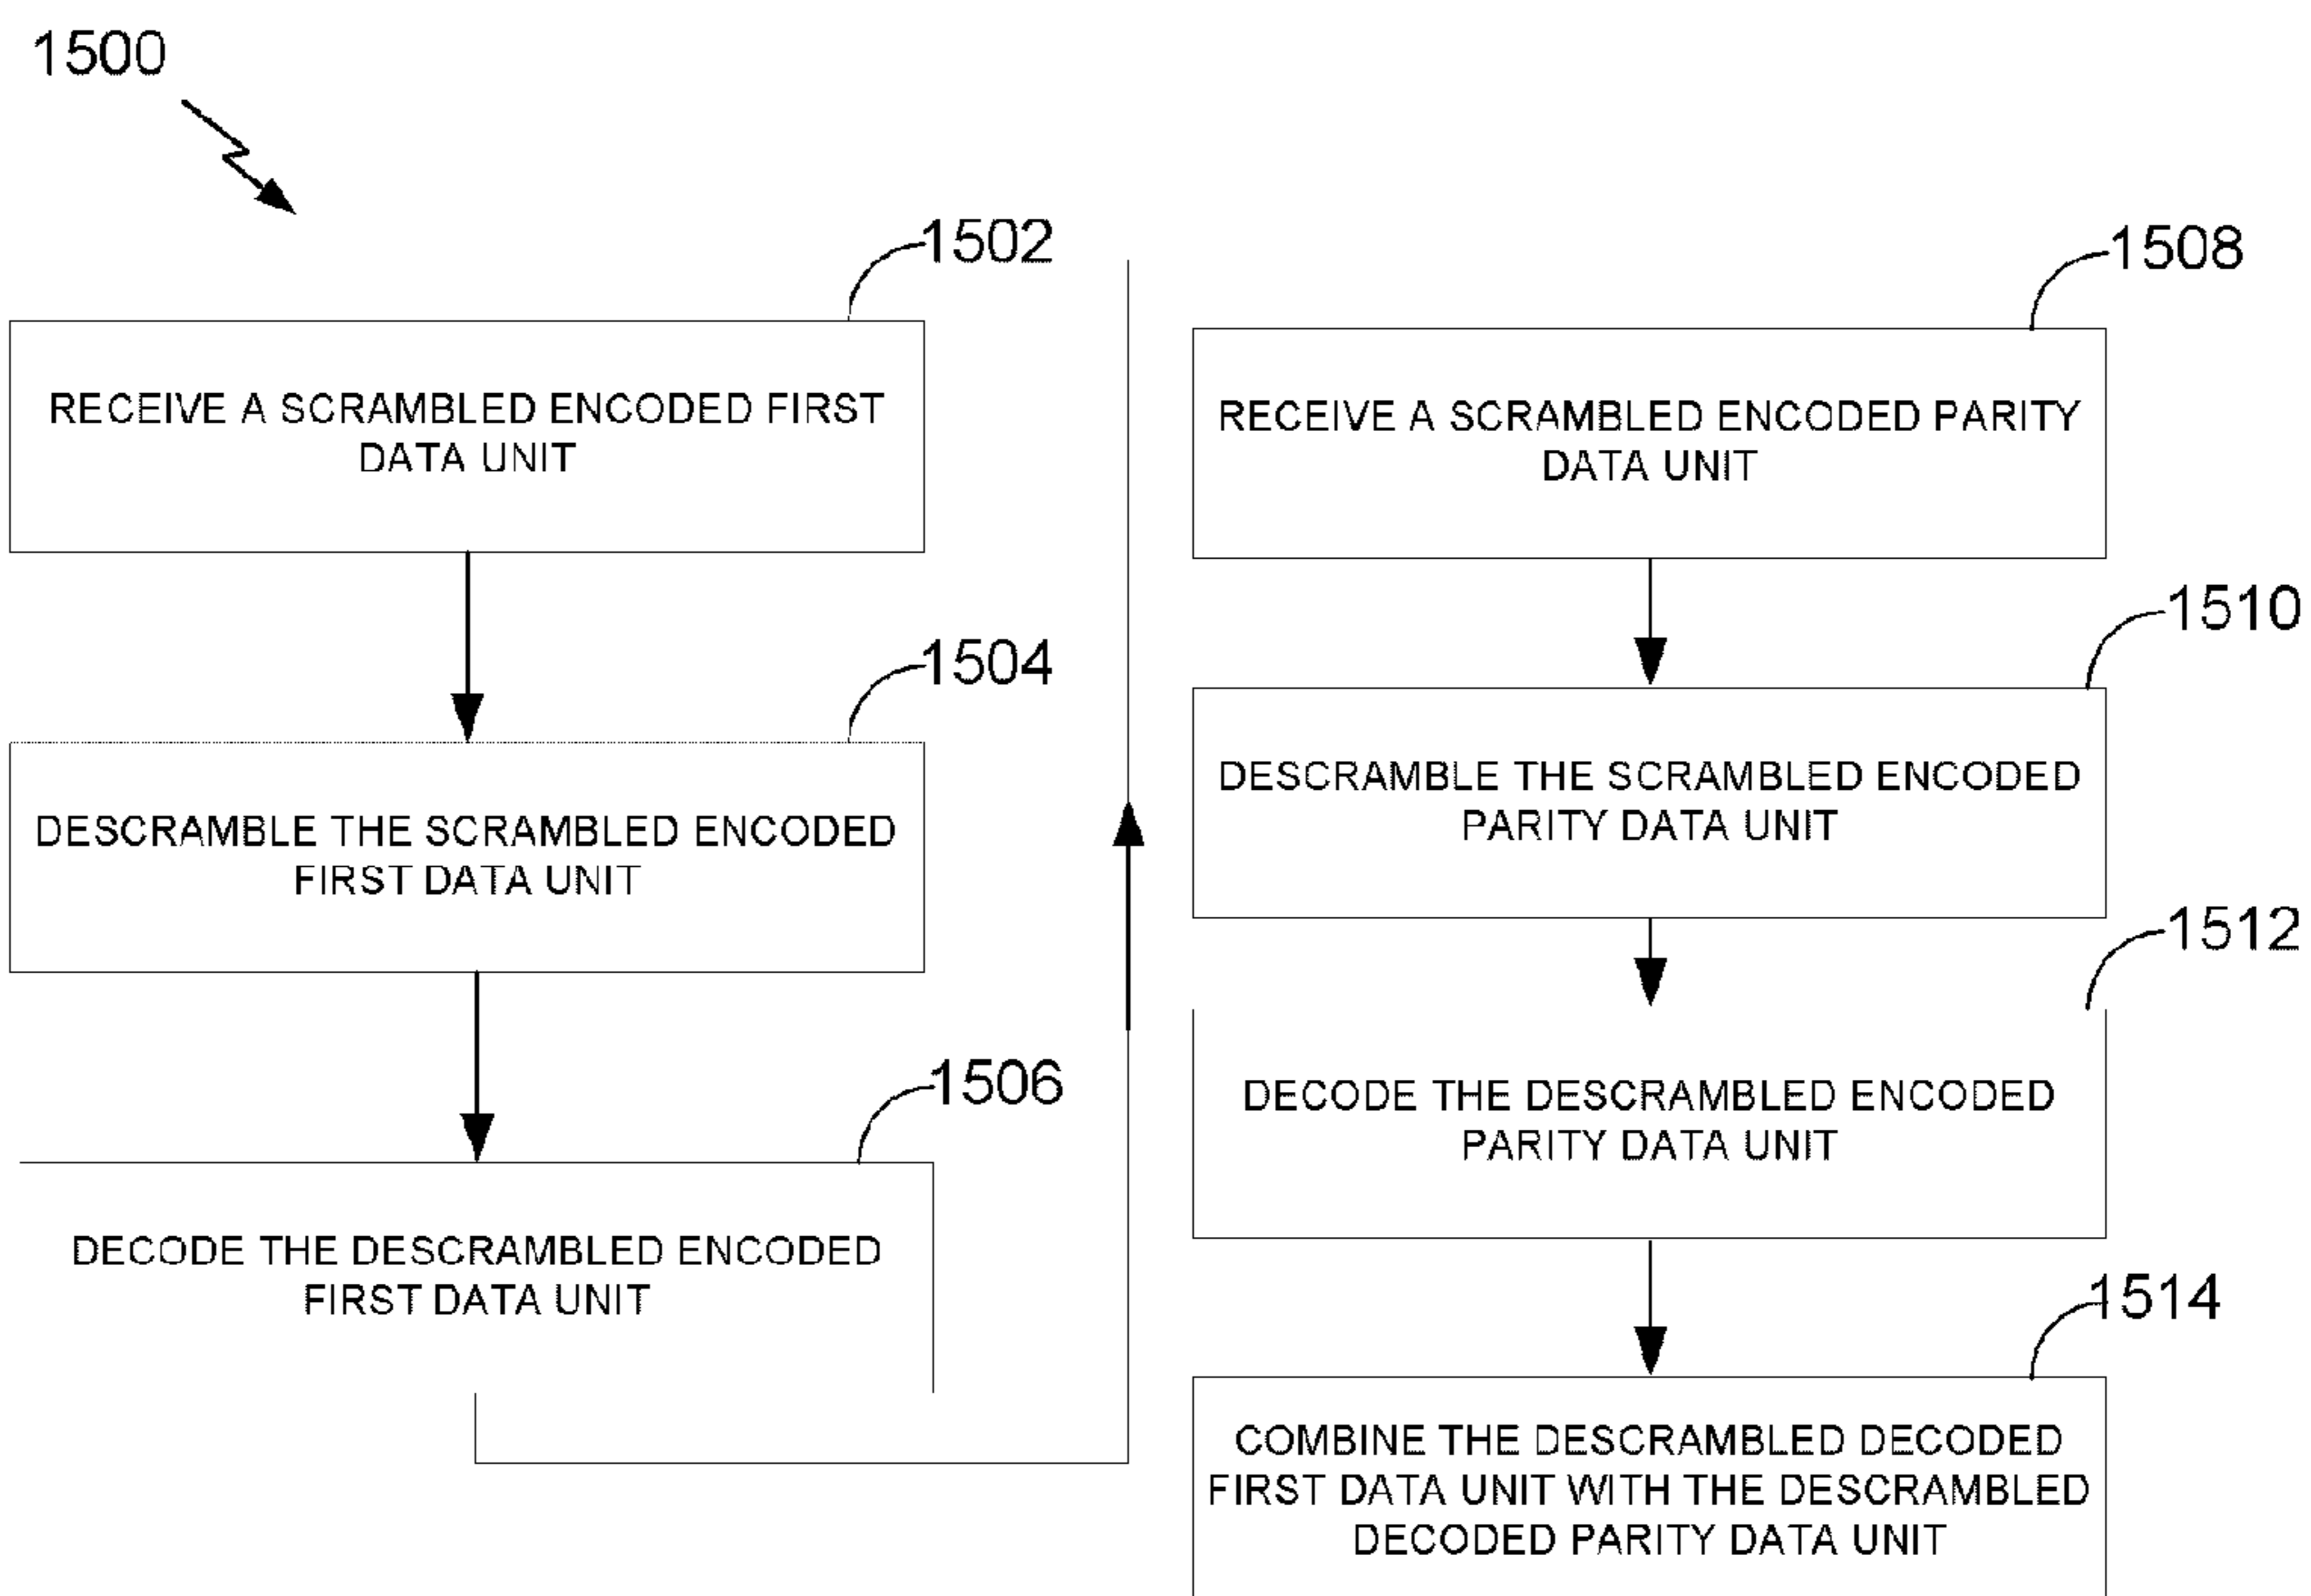 1500
1502
RECEIVE A SCRAMBLED ENCODED FIRST
DATA UNIT
1504
DESCRAMBLE THE SCRAMBLED ENCODED
FIRST DATA UNIT
1506
DECODE THE DESCRAMBLED ENCODED
FIRST DATA UNIT
1508
RECEIVE A SCRAMBLED ENCODED PARITY
DATA UNIT
1510
DESCRAMBLE THE SCRAMBLED ENCODED
PARITY DATA UNIT
1512
DECODE THE DESCRAMBLED ENCODED
PARITY DATA UNIT
1514
COMBINE THE DESCRAMBLED DECODED
FIRST DATA UNIT WITH THE DESCRAMBLED
DECODED PARITY DATA UNIT